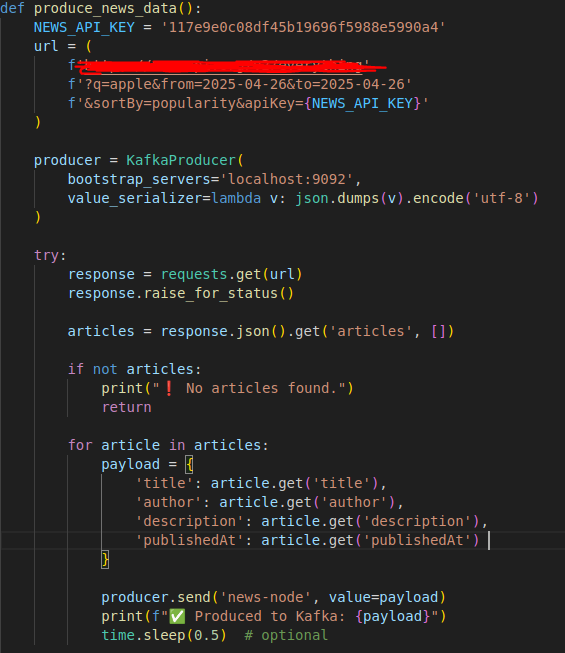 def produce_news_data():
    NEWS_API_KEY = '117e9e0c08df45b19696f5988e5990a4'
    url = (
        f'
        f'?q=apple&from=2025-04-26&to=2025-04-26'
        f'&sortBy=popularity&apiKey={NEWS_API_KEY}'
    )

    producer = KafkaProducer(
        bootstrap_servers='localhost:9092',
        value_serializer=lambda v: json.dumps(v).encode('utf-8')
    )

    try:
        response = requests.get(url)
        response.raise_for_status()

        articles = response.json().get('articles', [])

        if not articles:
            print("❗ No articles found.")
            return

        for article in articles:
            payload = {
                'title': article.get('title'),
                'author': article.get('author'),
                'description': article.get('description'),
                'publishedAt': article.get('publishedAt')
            }

            producer.send('news-node', value=payload)
            print(f"✅ Produced to Kafka: {payload}")
            time.sleep(0.5)  # optional